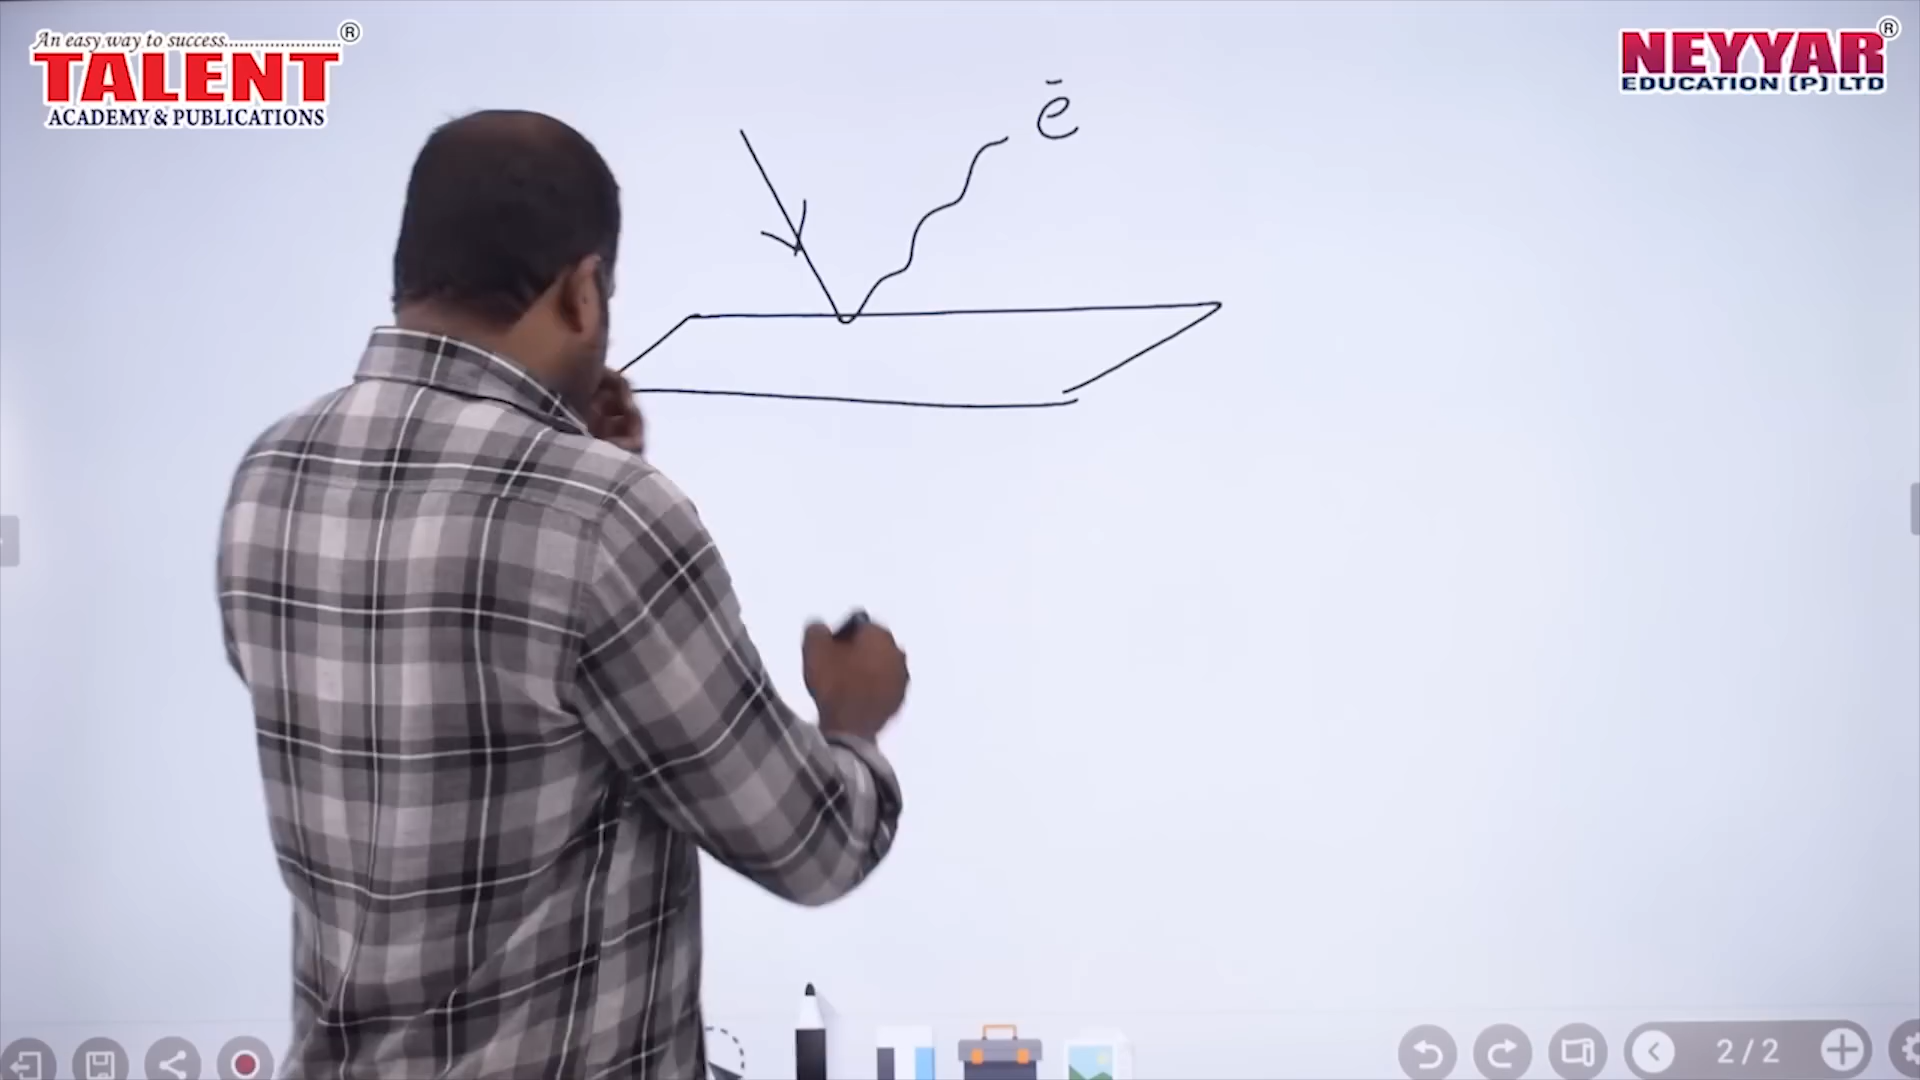 An easy way to success........................ ®
TALENT
ACADEMY & PUBLICATIONS
NEYYAR ®
EDUCATION (P) LTD
ē
2/2